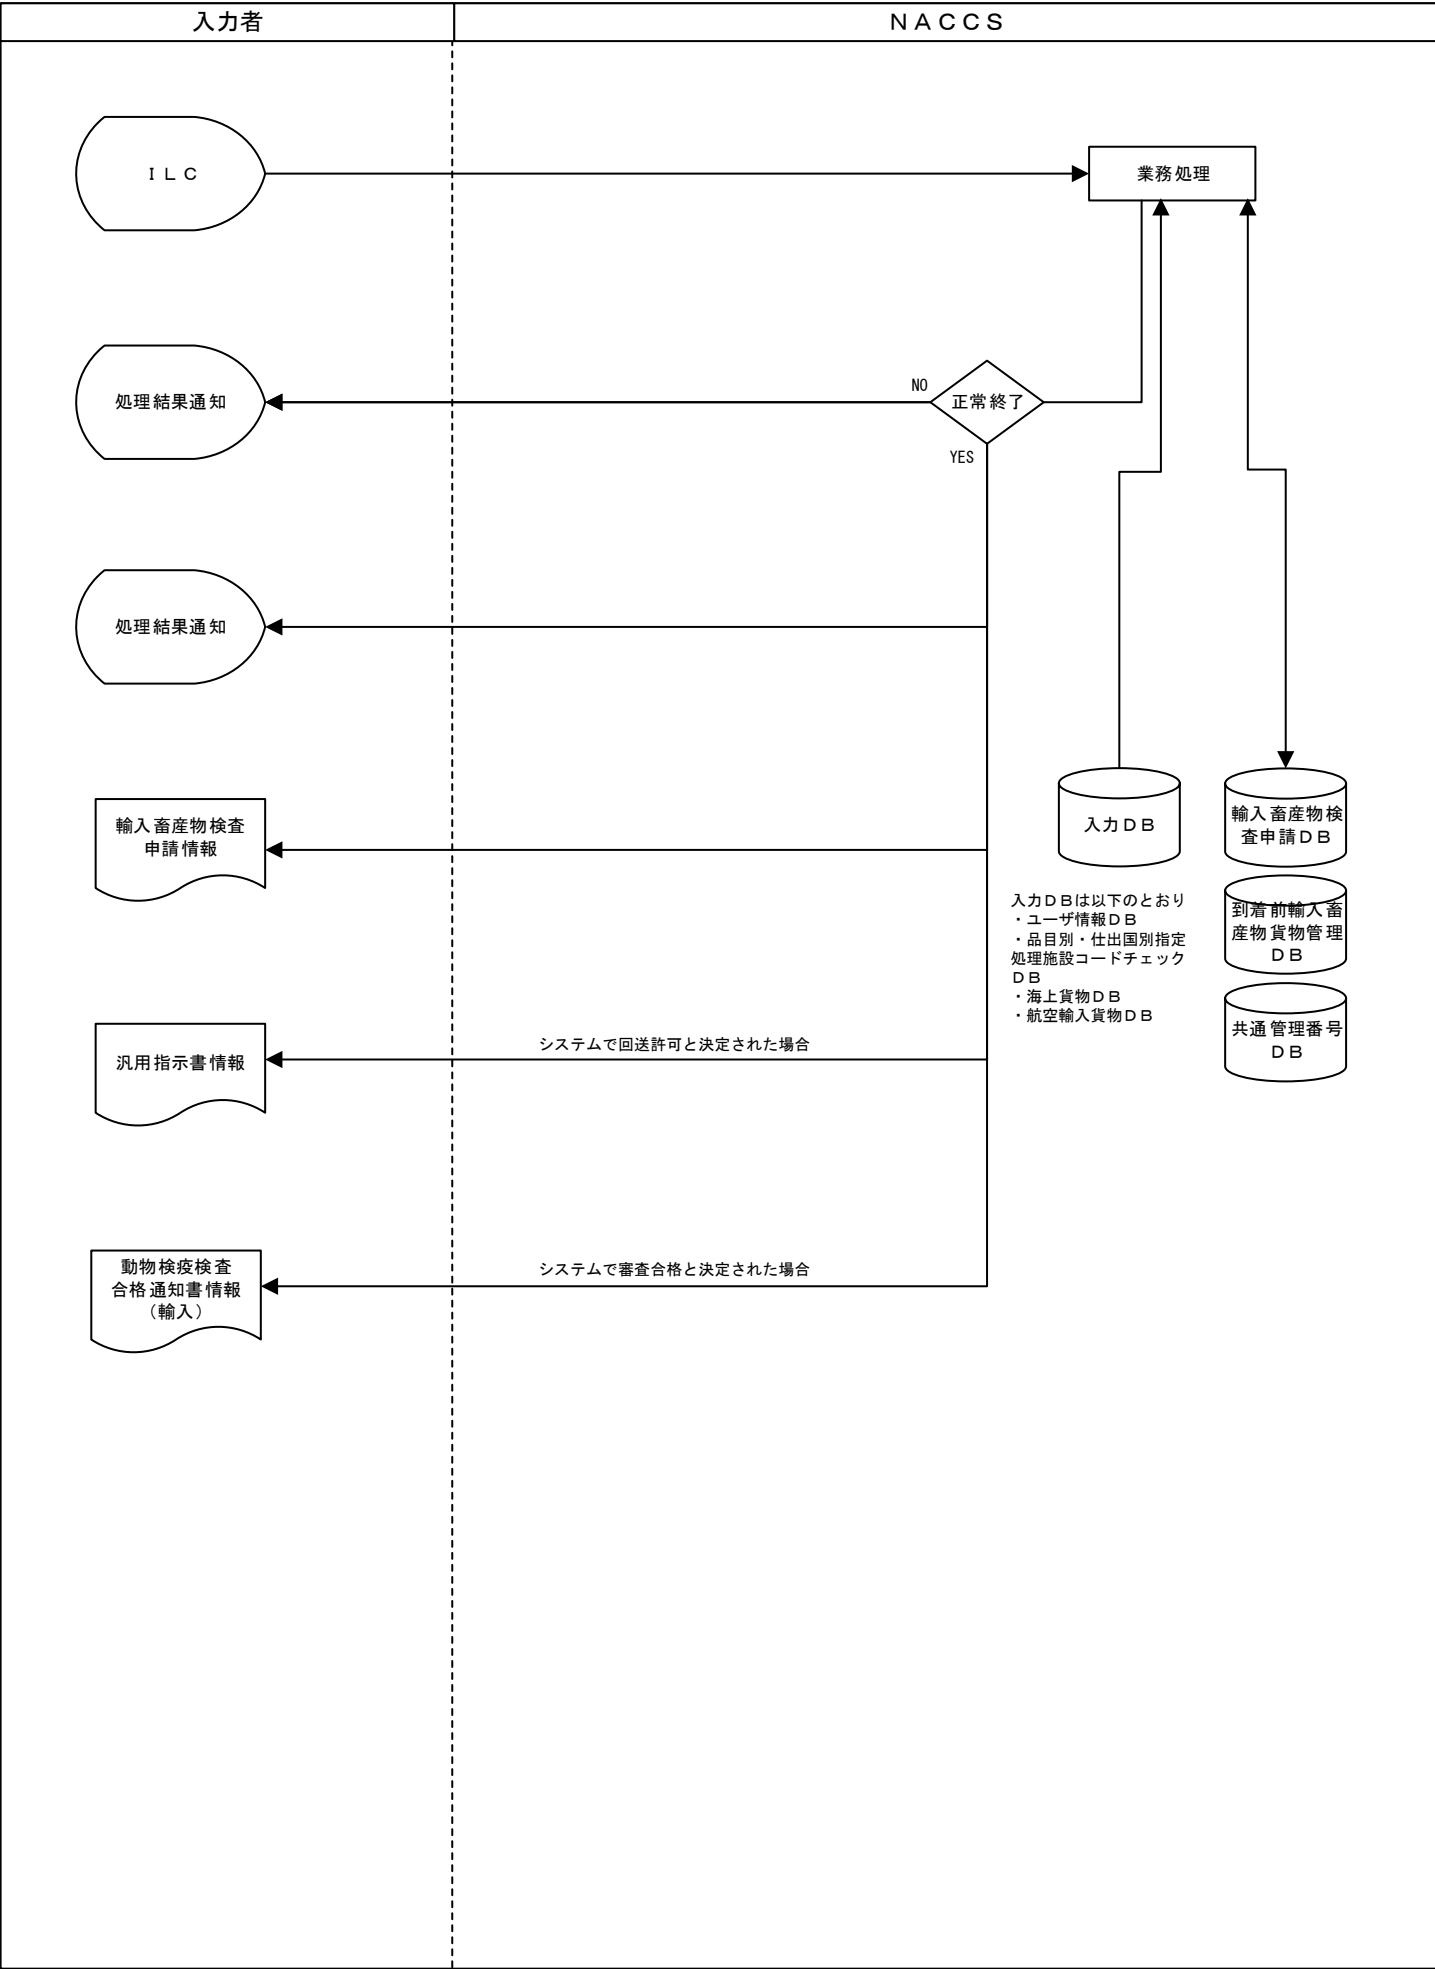 入力者
ＮＡＣＣＳ
ＩＬＣ
業務処理
処理結果通知
NO
正常終了
YES
処理結果通知
輸入畜産物検査
申請情報
入力ＤＢ
輸入畜産物検
査申請ＤＢ
入力ＤＢは以下のとおり
・ユーザ情報ＤＢ
・品目別・仕出国別指定
処理施設コードチェック
ＤＢ
・海上貨物ＤＢ
・航空輸入貨物ＤＢ
到着前輸入畜
産物貨物管理
ＤＢ
共通管理番号
ＤＢ
汎用指示書情報
システムで回送許可と決定された場合
動物検疫検査
合格通知書情報
（輸入）
システムで審査合格と決定された場合